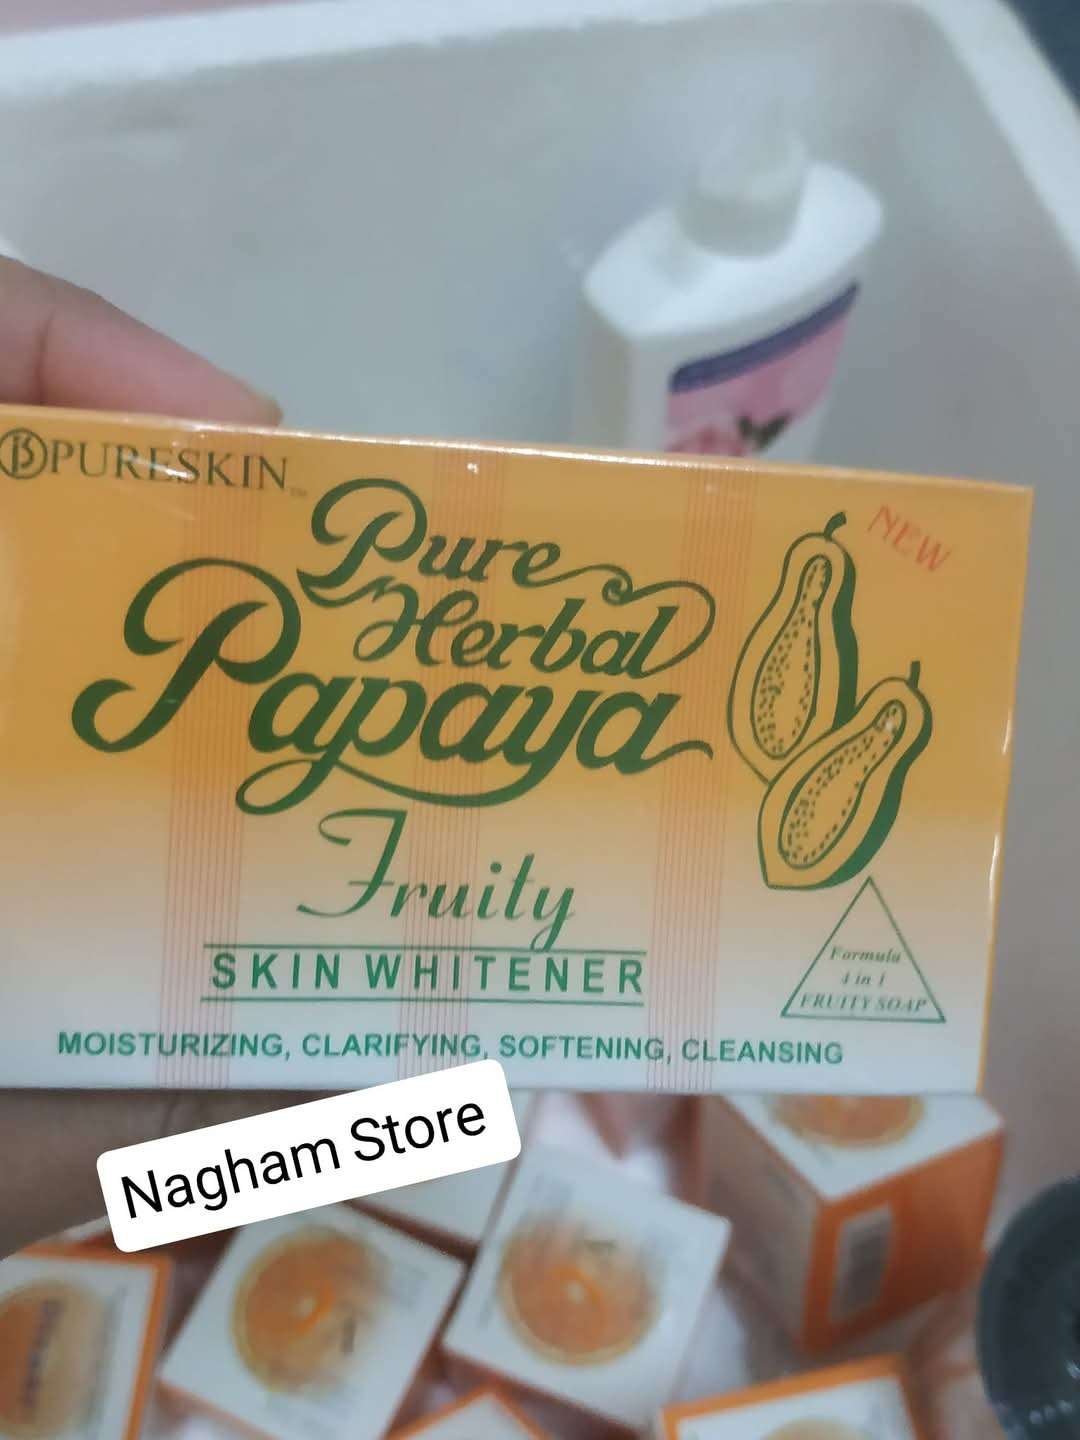 PURESKIN
NEW
Pure
Herbal
Papaya
Fruity
SKIN WHITENER
Formula
4 in 1
FRUITY SOAP
MOISTURIZING, CLARIFYING, SOFTENING, CLEANSING
Nagham Store